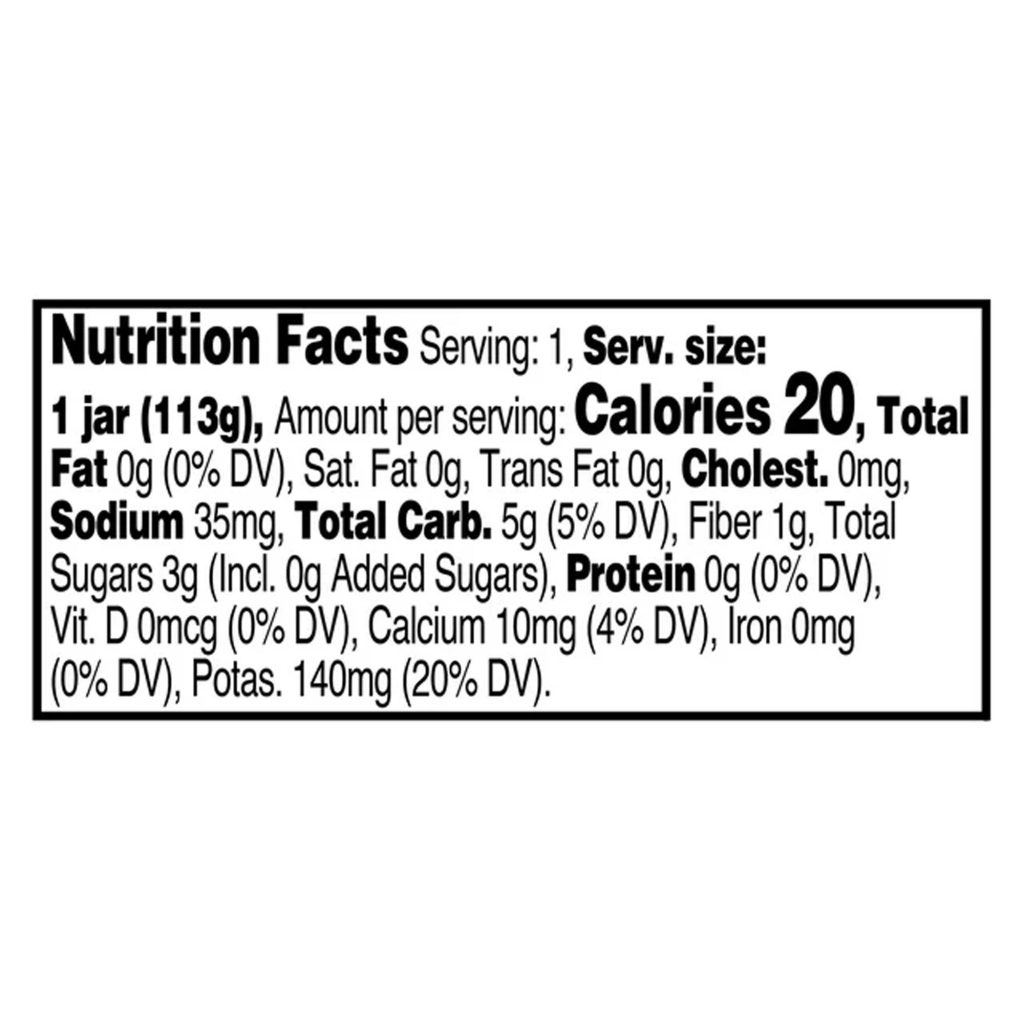 Nutrition Facts Serving: 1, Serv. size:
1 jar (113g), Amount per serving: Calories 20, Total
Fat 0g (0% DV), Sat. Fat 0g, Trans Fat 0g, Cholest. 0mg,
Sodium 35mg, Total Carb. 5g (5% DV), Fiber 1g, Total
Sugars 3g (Incl. 0g Added Sugars), Protein 0g (0% DV),
Vit. D 0mcg (0% DV), Calcium 10mg (4% DV), Iron 0mg
(0% DV), Potas. 140mg (20% DV).